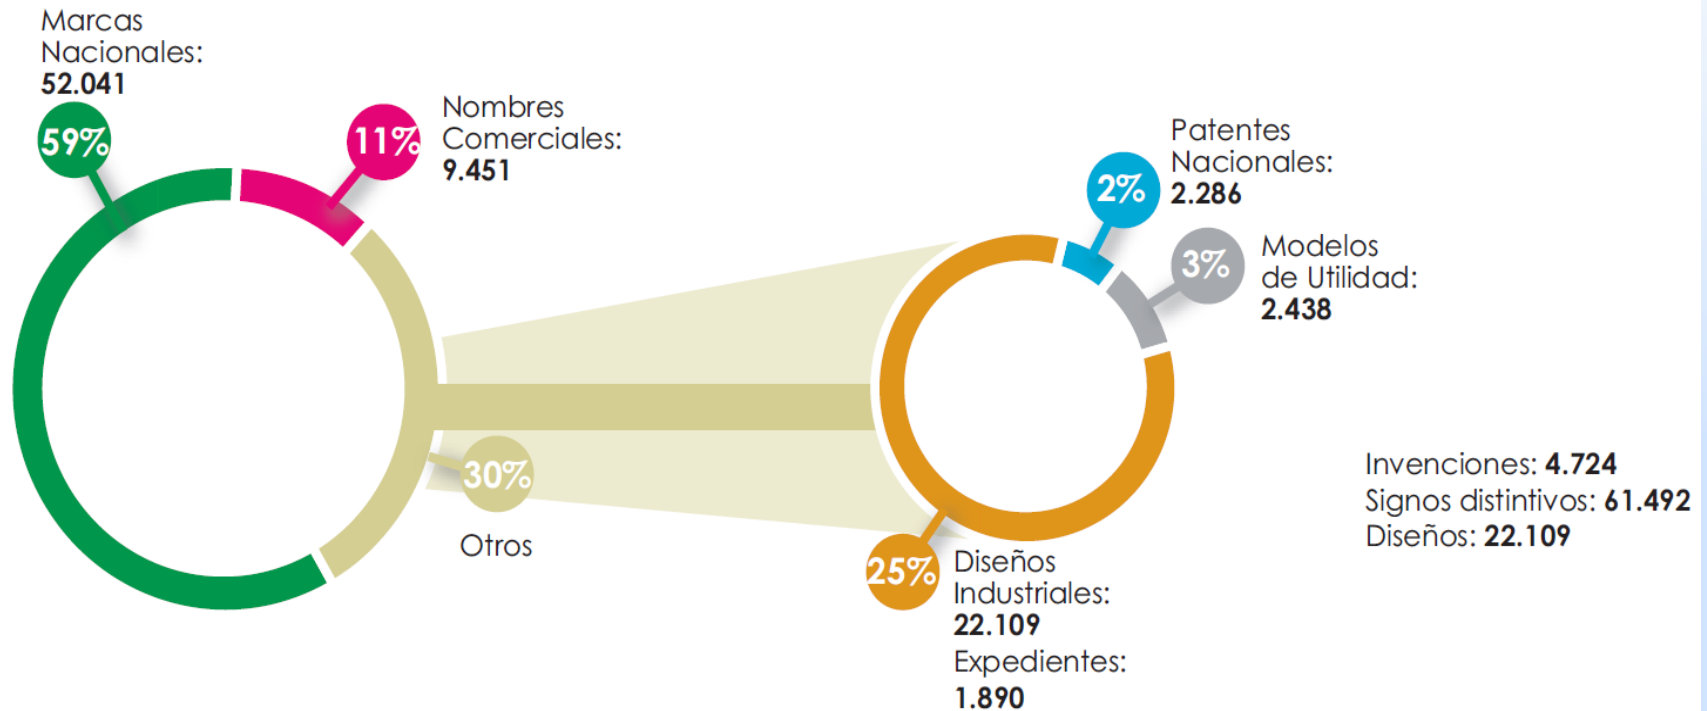 Marcas
Nacionales:
52.041
59%
11%
Nombres
Comerciales:
9.451
30%
Otros
2%
Patentes
Nacionales:
2.286
3%
Modelos
de Utilidad:
2.438
25%
Diseños
Industriales:
22.109
Expedientes:
1.890
Invenciones: 4.724
Signos distintivos: 61.492
Diseños: 22.109